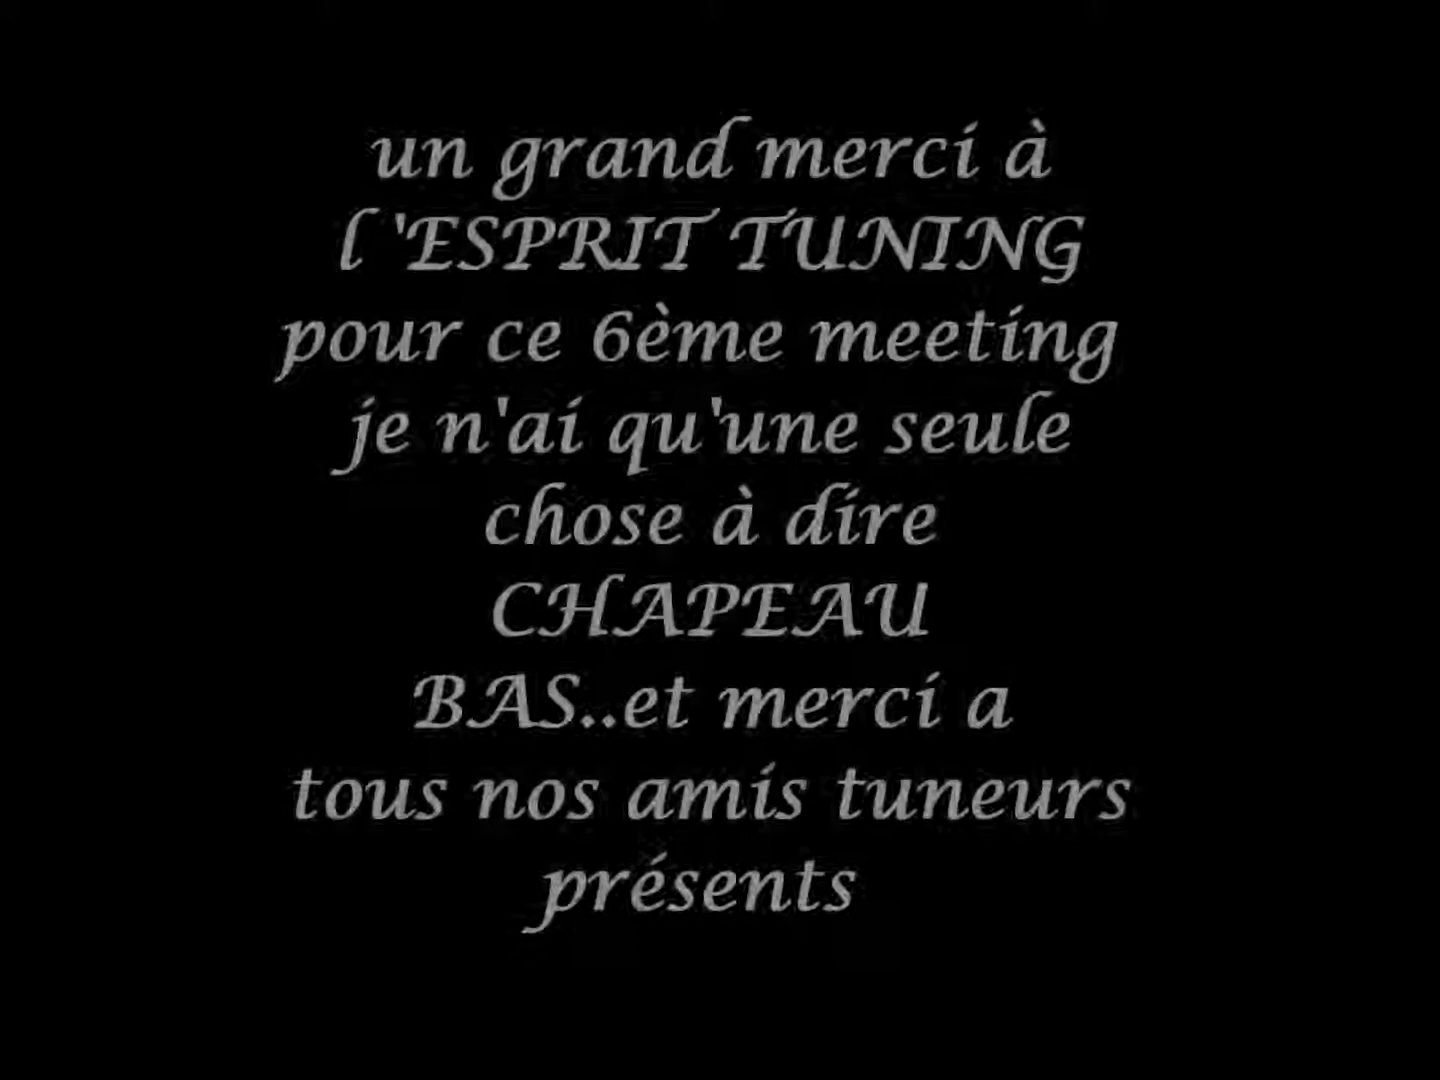 un grand merci à
l 'ESPRIT TUNING
pour ce 6ème meeting
je n'ai qu'une seule
chose à dire
CHAPEAU
BAS..et merci a
tous nos amis tuneurs
présents